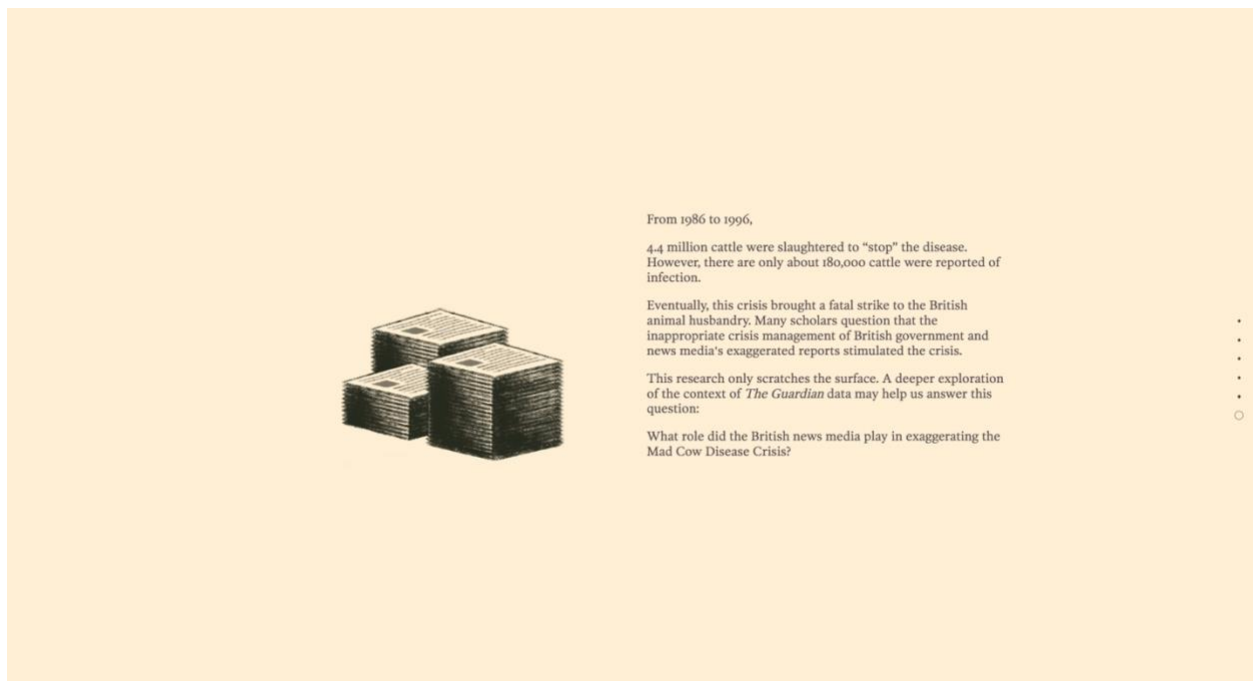 From 1986 to 1996,
4.4 million cattle were slaughtered to “stop” the disease.
However, there are only about 180,000 cattle were reported of
infection.
Eventually, this crisis brought a fatal strike to the British
animal husbandry. Many scholars question that the
inappropriate crisis management of British government and
news media's exaggerated reports stimulated the crisis.
This research only scratches the surface. A deeper exploration
of the context of The Guardian data may help us answer this
question:
What role did the British news media play in exaggerating the
Mad Cow Disease Crisis?